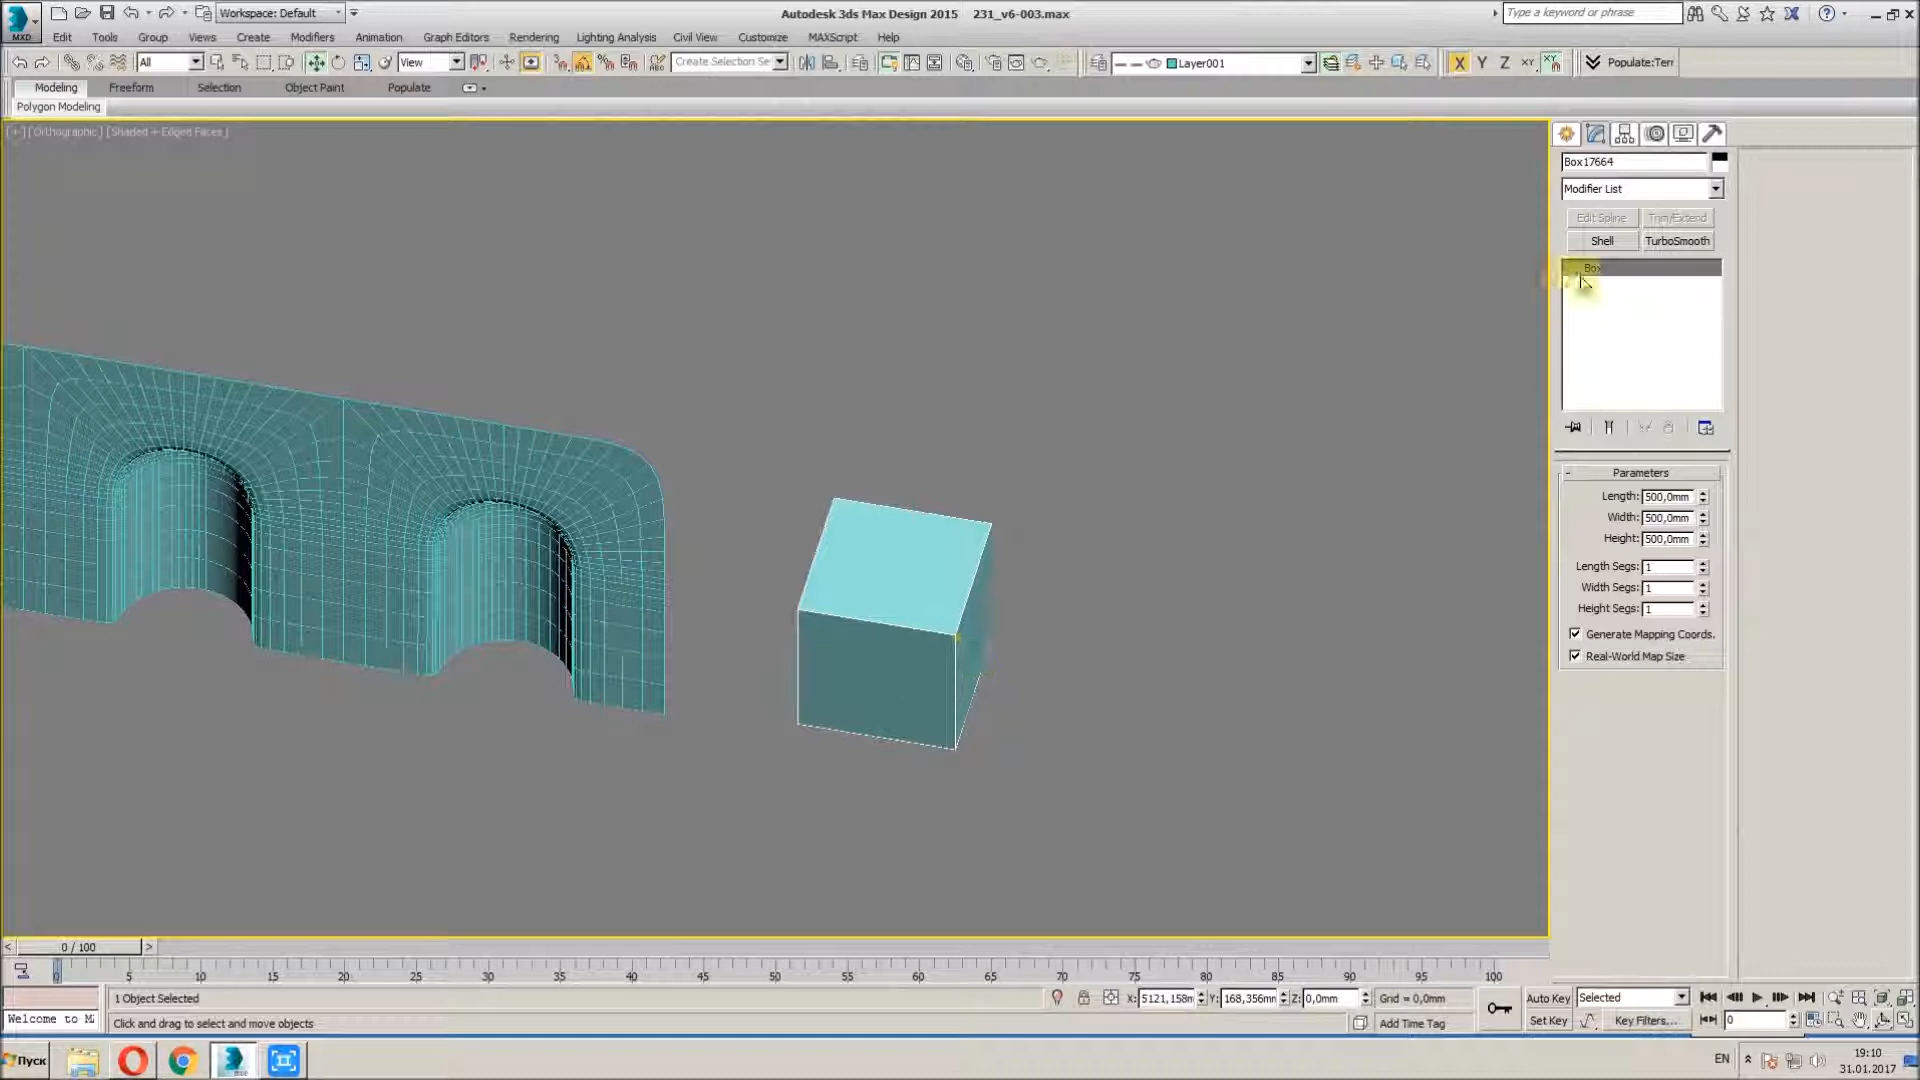 Workspace: Default
Autodesk 3ds Max Design 2015 231_v6-003.max
Type a keyword or phrase
MXD
Edit Tools Group Views Create Modifiers Animation Graph Editors Rendering Lighting Analysis Civil View Customize MAXScript Help
All View Create Selection Se Layer001 X Y Z XY Populate:Terr
Modeling Freeform Selection Object Paint Populate
Polygon Modeling
[+] [Orthographic] [Shaded + Edged Faces]
Box17664
Modifier List
Edit Spline Trim/Extend
Shell TurboSmooth
Box
- Parameters
Length: 500,0mm
Width: 500,0mm
Height: 500,0mm
Length Segs: 1
Width Segs: 1
Height Segs: 1
Generate Mapping Coords.
Real-World Map Size
< 0 / 100 >
0 5 10 15 20 25 30 35 40 45 50 55 60 65 70 75 80 85 90 95 100
1 Object Selected X: 5121,158m Y: 168,356mm Z: 0,0mm Grid = 0,0mm Auto Key Selected
Welcome to M Click and drag to select and move objects Add Time Tag Set Key Key Filters... 0
Пуск EN 19:10
31.01.2017